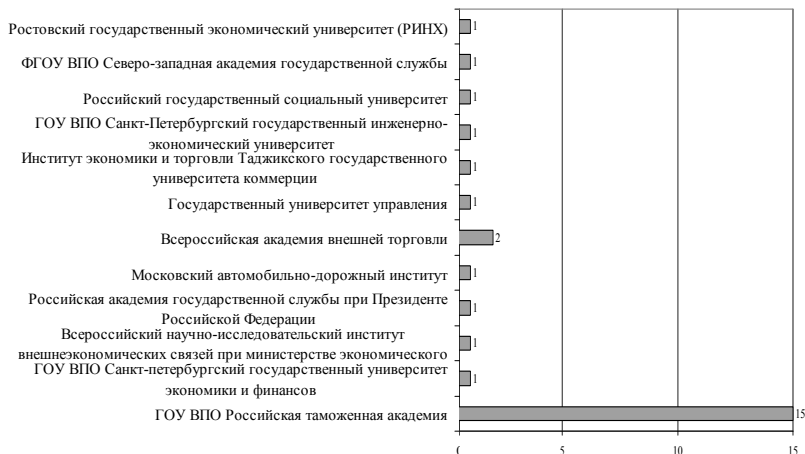 Ростовский государственный экономический университет (РИНХ)
1
ФГОУ ВПО Северо-западная академия государственной службы
1
Российский государственный социальный университет
1
ГОУ ВПО Санкт-Петербургский государственный инженерно-
экономический университет
1
Институт экономики и торговли Таджикского государственного
университета коммерции
1
Государственный университет управления
1
Всероссийская академия внешней торговли
2
Московский автомобильно-дорожный институт
1
Российская академия государственной службы при Президенте
Российской Федерации
1
Всероссийский научно-исследовательский институт
внешнеэкономических связей при министерстве экономического
1
ГОУ ВПО Санкт-петербургский государственный университет
экономики и финансов
1
ГОУ ВПО Российская таможенная академия
15
0 5 10 15